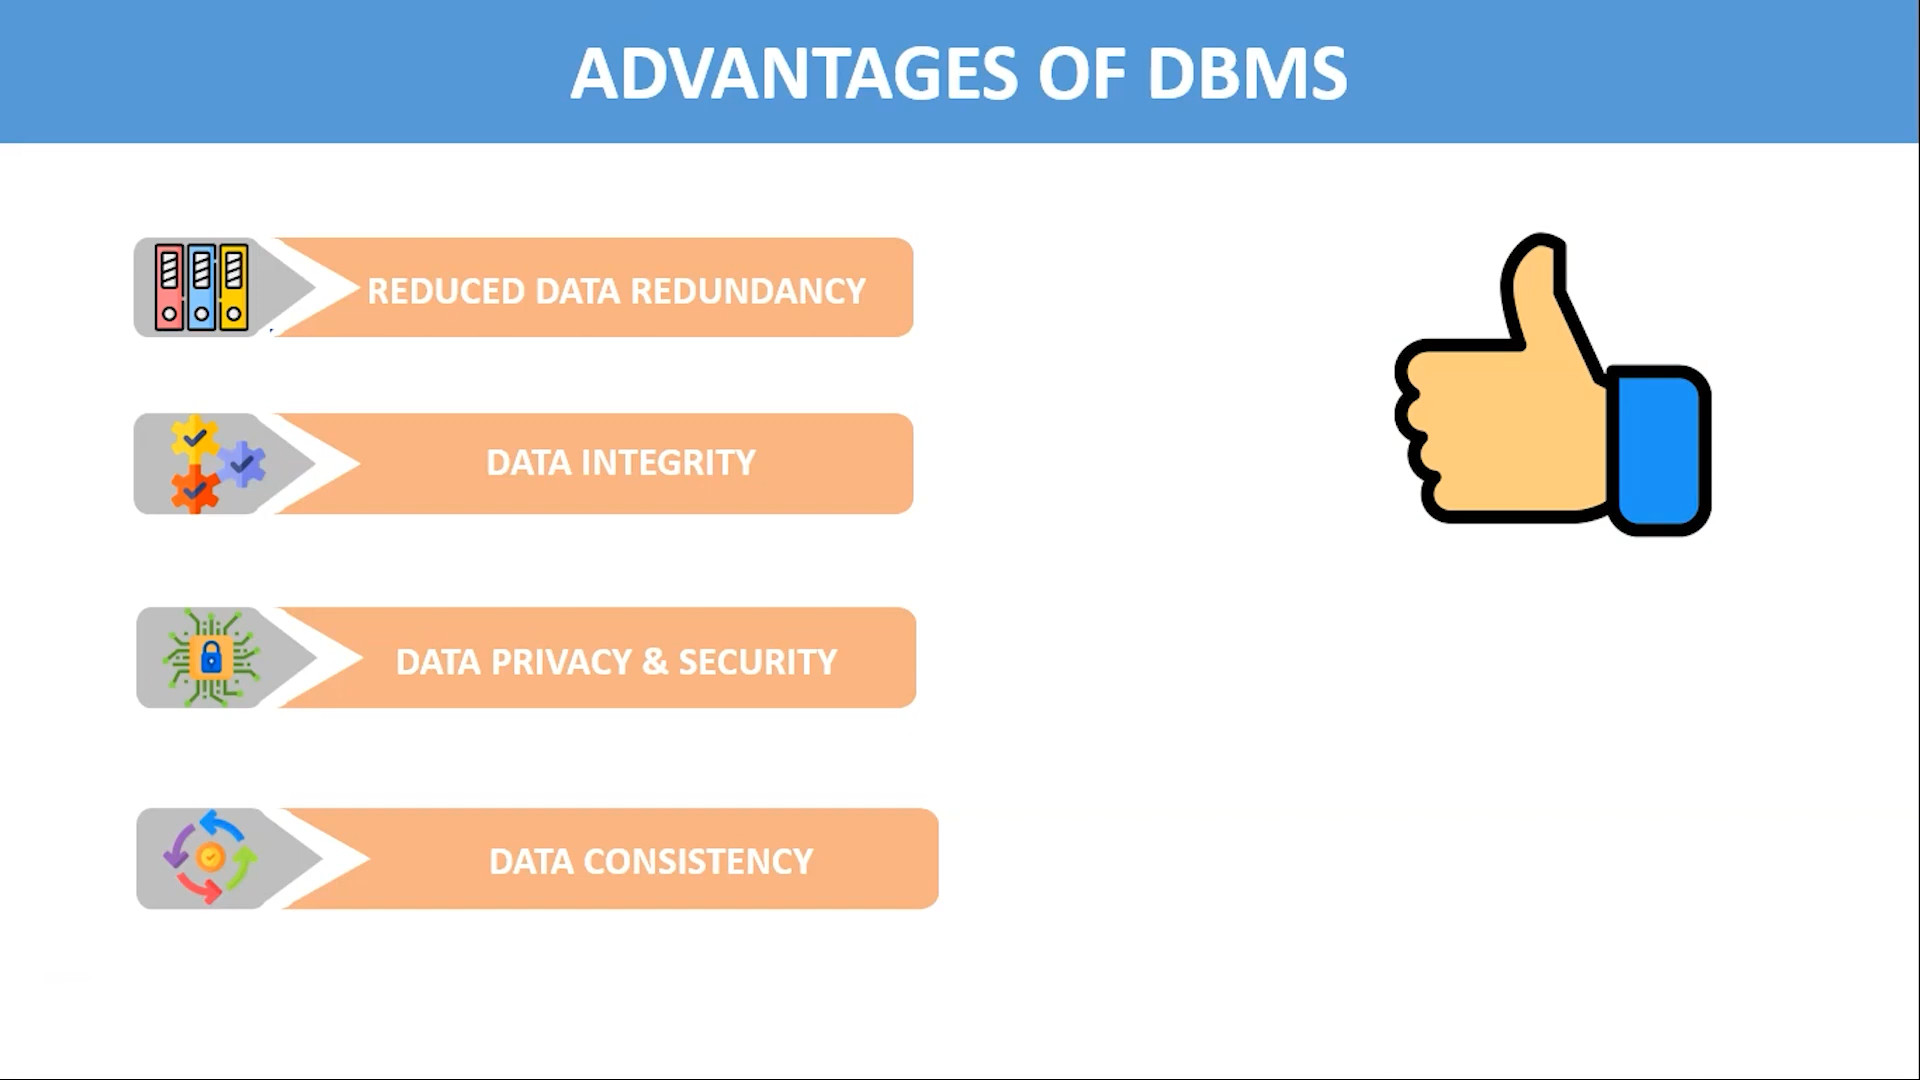 ADVANTAGES OF DBMS
REDUCED DATA REDUNDANCY
DATA INTEGRITY
DATA PRIVACY & SECURITY
DATA CONSISTENCY